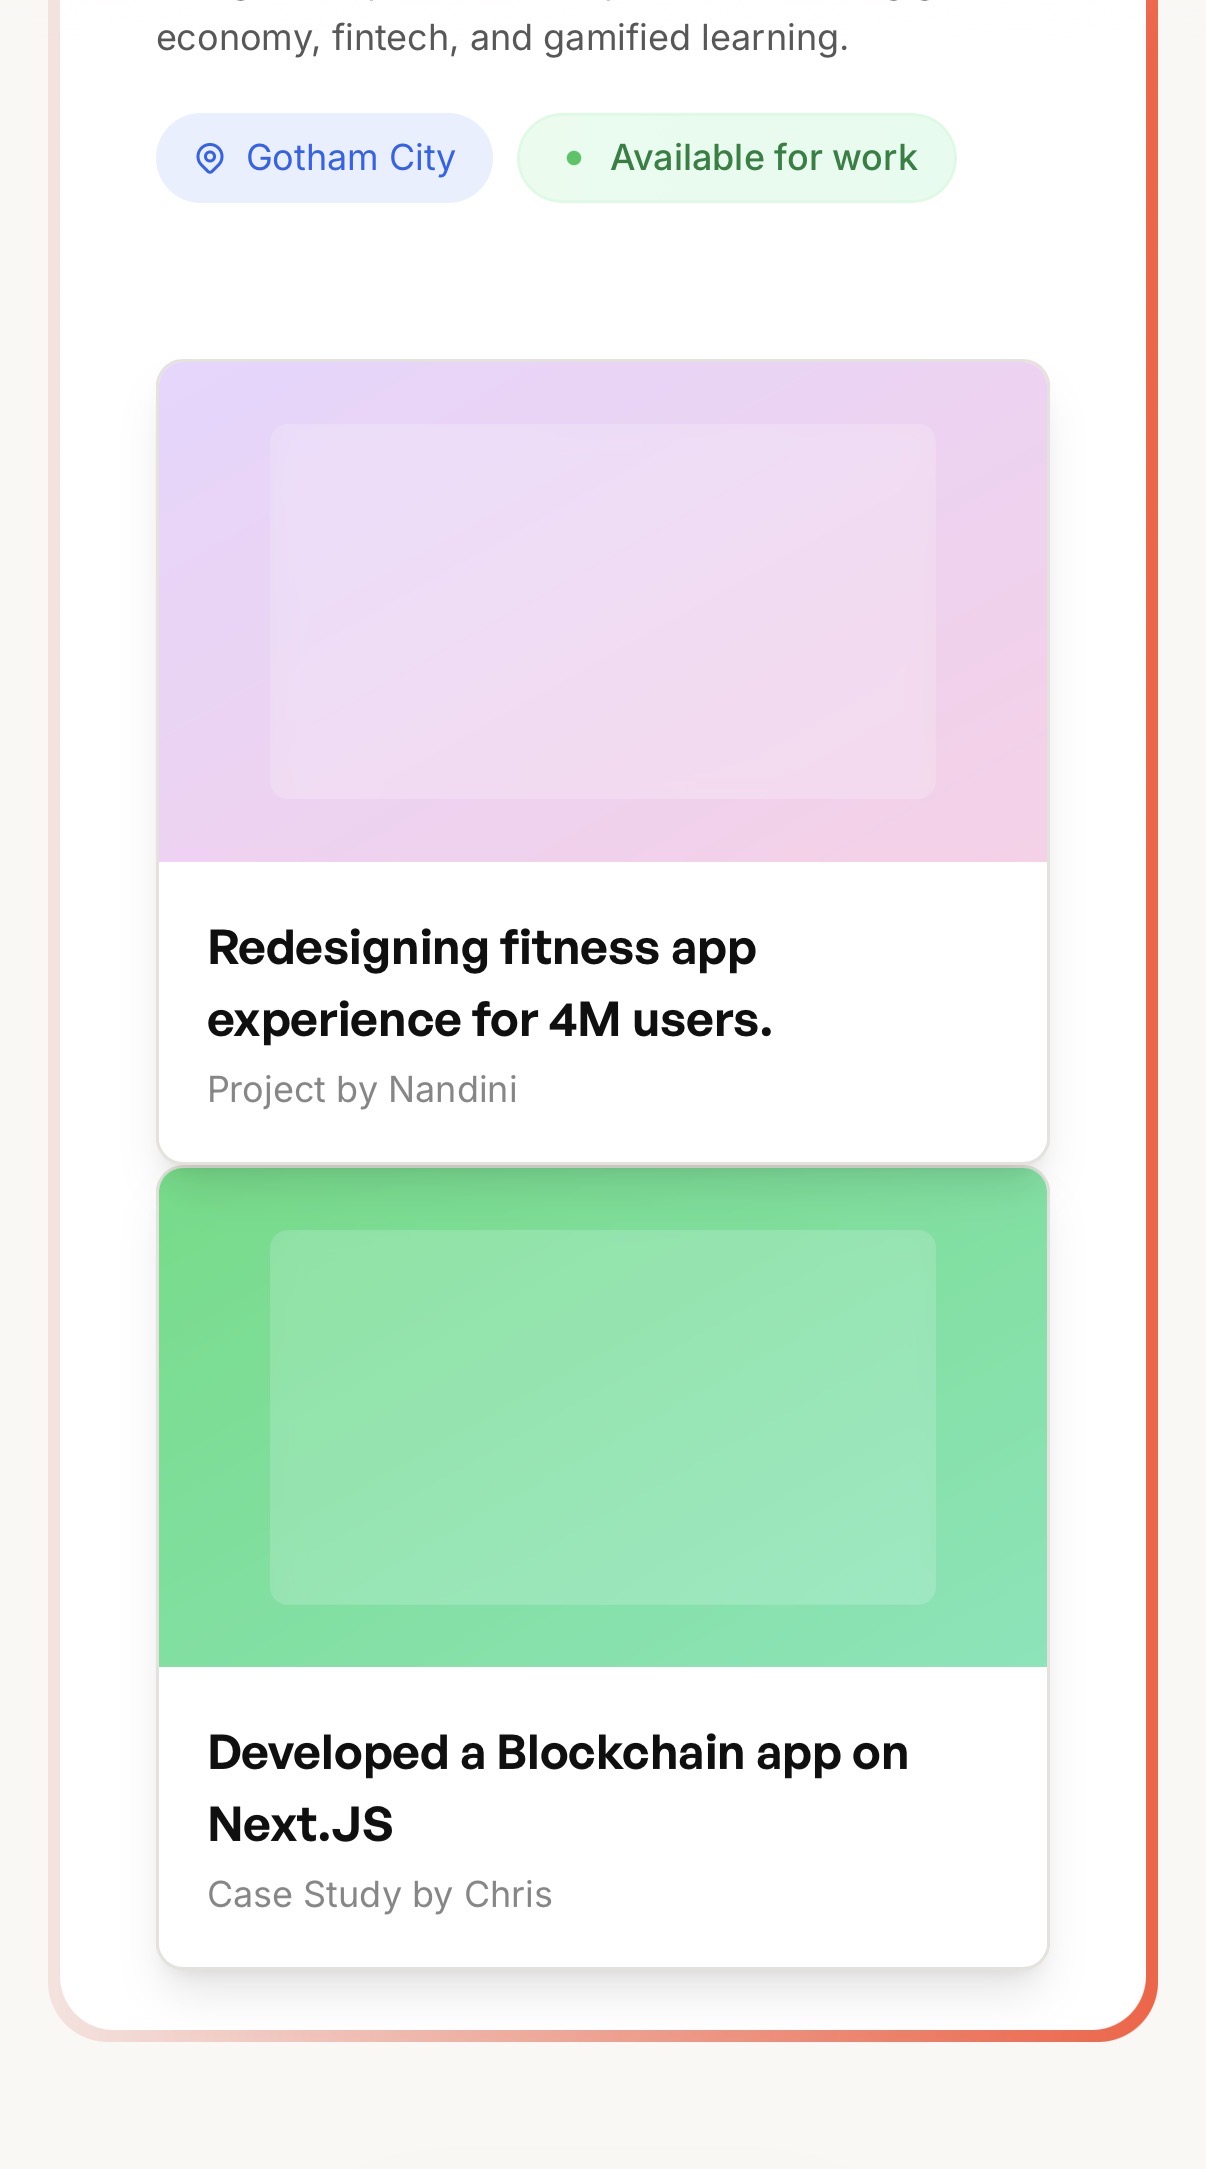 economy, fintech, and gamified learning.
Gotham City
Available for work
Redesigning fitness app
experience for 4M users.
Project by Nandini
Developed a Blockchain app on
Next.JS
Case Study by Chris